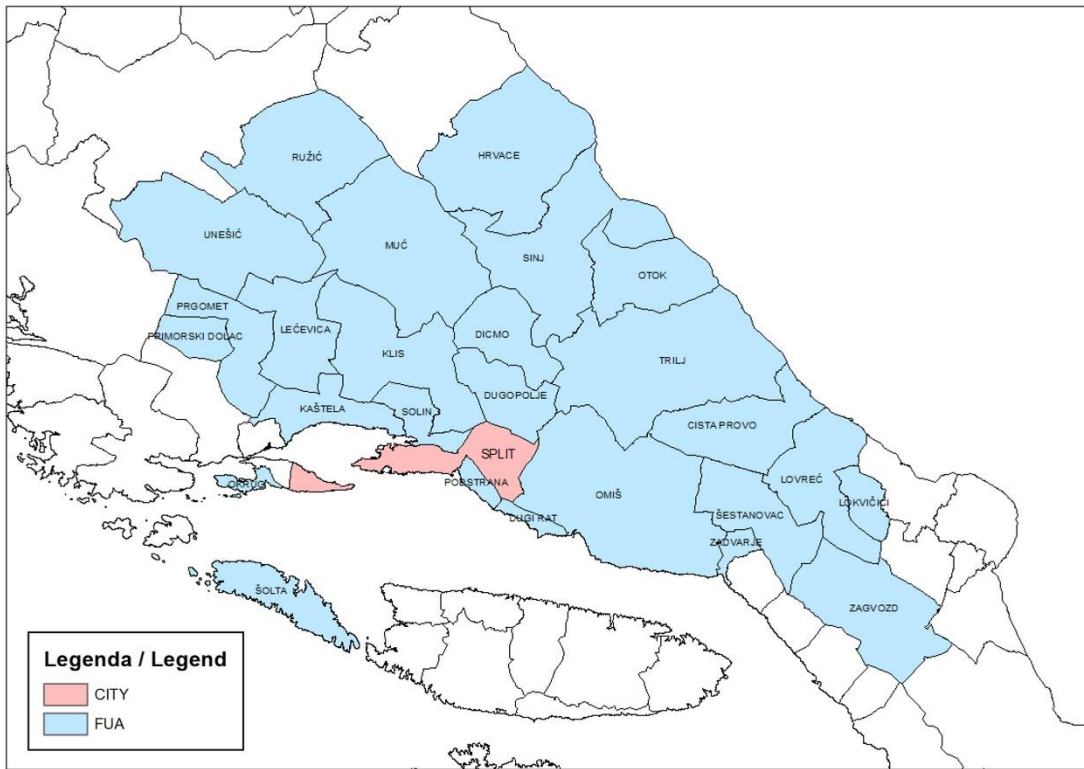 RUŽIĆ
HRVACE
UNEŠIĆ
MUĆ
SINJ
OTOK
PRGOMET
PRIMORSKI DOLAC
LEĆEVICA
DICMO
KLIS
TRILJ
DUGOPOLJE
KAŠTELA
SOLIN
CISTA PROVO
SPLIT
OKRUG
PODSTRANA
OMIŠ
LOVREĆ
LOKVIČIĆI
DUGI RAT
ŠESTANOVAC
ZADVARJE
ŠOLTA
ZAGVOZD
Legenda / Legend
CITY
FUA